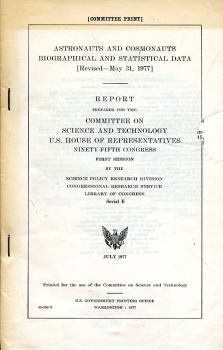 [COMMITTEE PRINT]
ASTRONAUTS AND COSMONAUTS
BIOGRAPHICAL AND STATISTICAL DATA
[Revised—May 31, 1977]
REPORT
PREPARED FOR THE
COMMITTEE ON
SCIENCE AND TECHNOLOGY
U.S. HOUSE OF REPRESENTATIVES
NINETY-FIFTH CONGRESS
FIRST SESSION
BY THE
SCIENCE POLICY RESEARCH DIVISION
CONGRESSIONAL RESEARCH SERVICE
LIBRARY OF CONGRESS
Serial E
JULY 1977
Printed for the use of the Committee on Science and Technology
U.S. GOVERNMENT PRINTING OFFICE
WASHINGTON : 1977